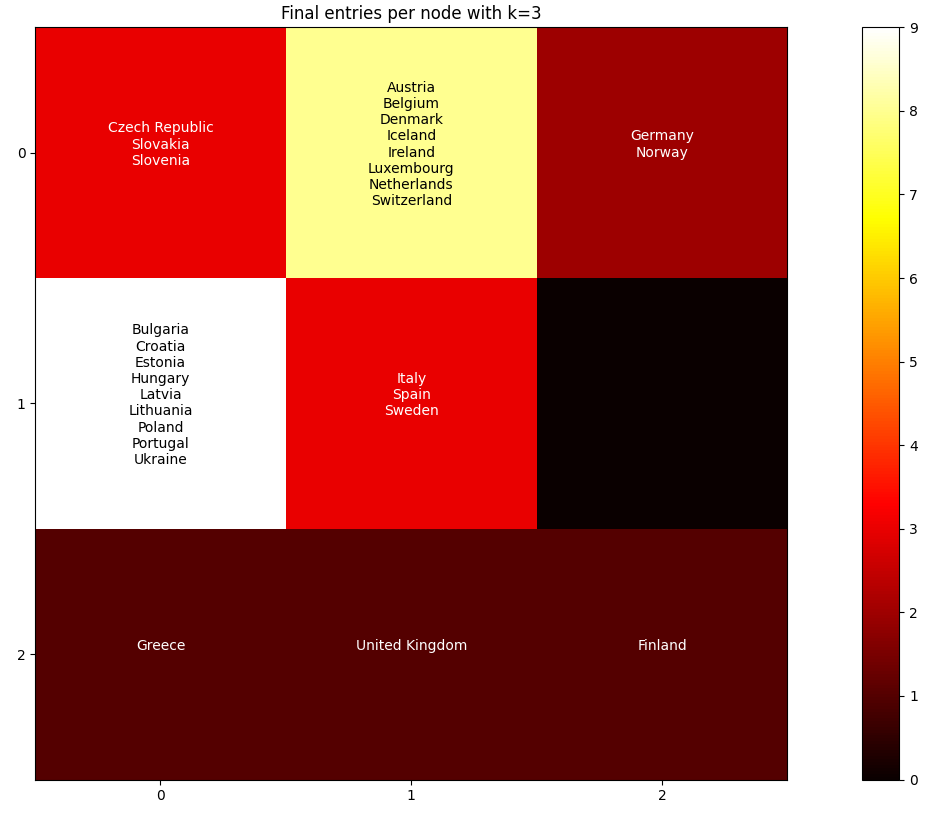 Final entries per node with k=3
Czech Republic
Slovakia
Slovenia
Austria
Belgium
Denmark
Iceland
Ireland
Luxembourg
Netherlands
Switzerland
Germany
Norway
Bulgaria
Croatia
Estonia
Hungary
Latvia
Lithuania
Poland
Portugal
Ukraine
Italy
Spain
Sweden
Greece
United Kingdom
Finland
0
1
2
0
1
2
9
8
7
6
5
4
3
2
1
0